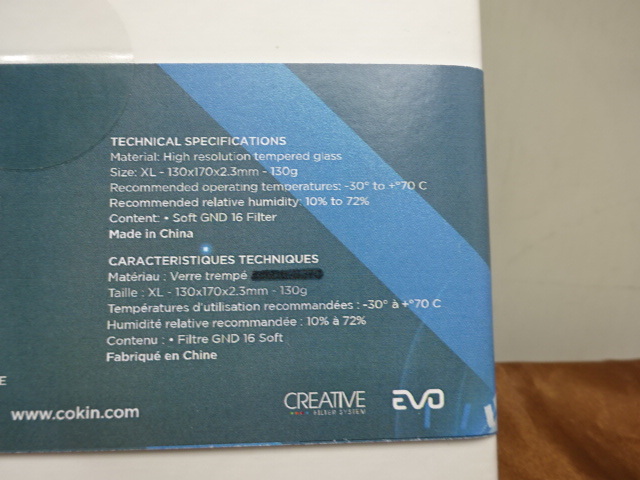 TECHNICAL SPECIFICATIONS
Material: High resolution tempered glass
Size: XL - 130x170x2.3mm - 130g
Recommended operating temperatures: -30° to +°70 C
Recommended relative humidity: 10% to 72%
Content: • Soft GND 16 Filter
Made in China
CARACTERISTIQUES TECHNIQUES
Matériau : Verre trempé
Taille : XL - 130x170x2.3mm - 130g
Températures d'utilisation recommandées : -30° à +°70 C
Humidité relative recommandée : 10% à 72%
Contenu : • Filtre GND 16 Soft
Fabriqué en Chine
E
www.cokin.com
CREATIVE
FILTER SYSTEM
EVO